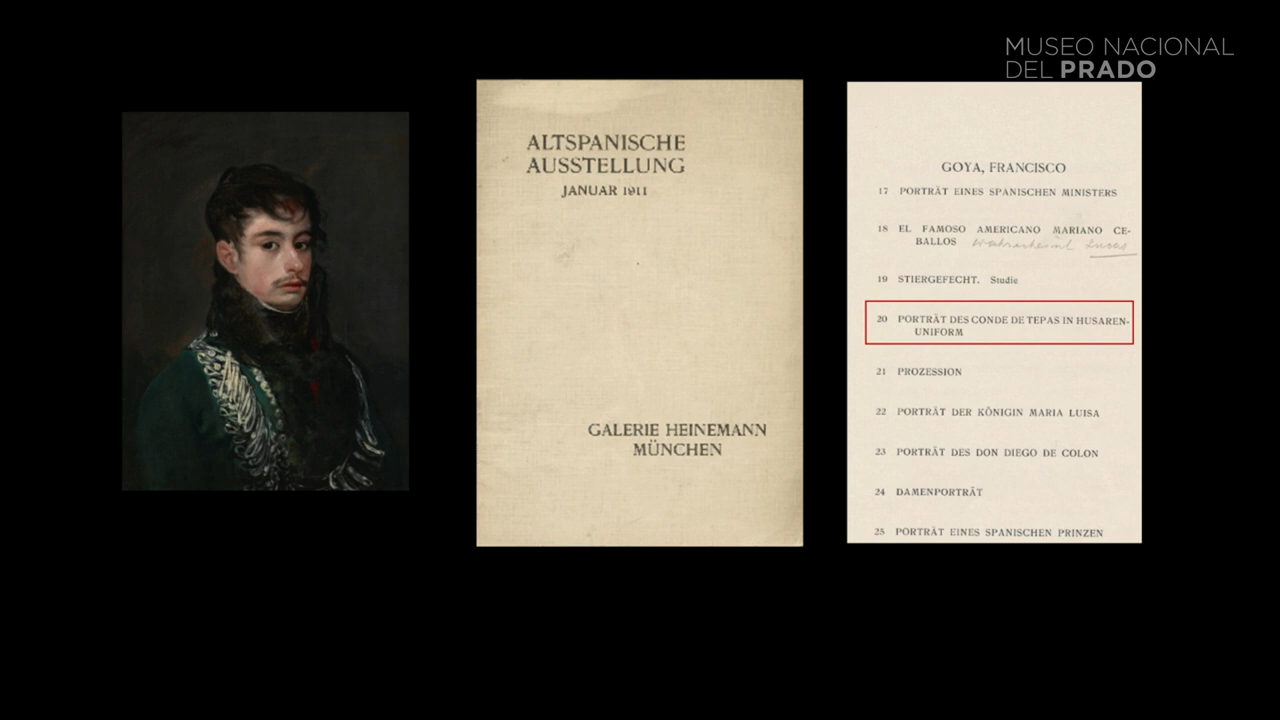 MUSEO NACIONAL
DEL PRADO
ALTSPANISCHE
AUSSTELLUNG
JANUAR 1911
GALERIE HEINEMANN
MÜNCHEN
GOYA, FRANCISCO
17 PORTRÄT EINES SPANISCHEN MINISTERS
18 EL FAMOSO AMERICANO MARIANO CE-
BALLOS Wahrscheinl Lucas
19 STIERGEFECHT. Studie
20 PORTRÄT DES CONDE DE TEPAS IN HUSAREN-
UNIFORM
21 PROZESSION
22 PORTRÄT DER KÖNIGIN MARIA LUISA
23 PORTRÄT DES DON DIEGO DE COLON
24 DAMENPORTRÄT
25 PORTRÄT EINES SPANISCHEN PRINZEN